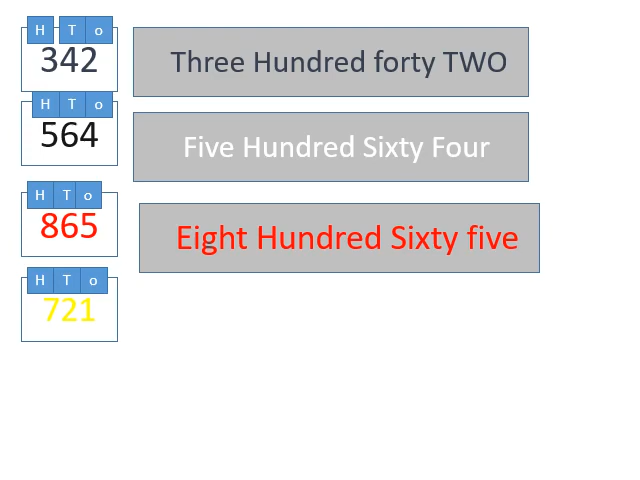 H T o
342 Three Hundred forty TWO
H T o
564 Five Hundred Sixty Four
H T o
865 Eight Hundred Sixty five
H T o
721